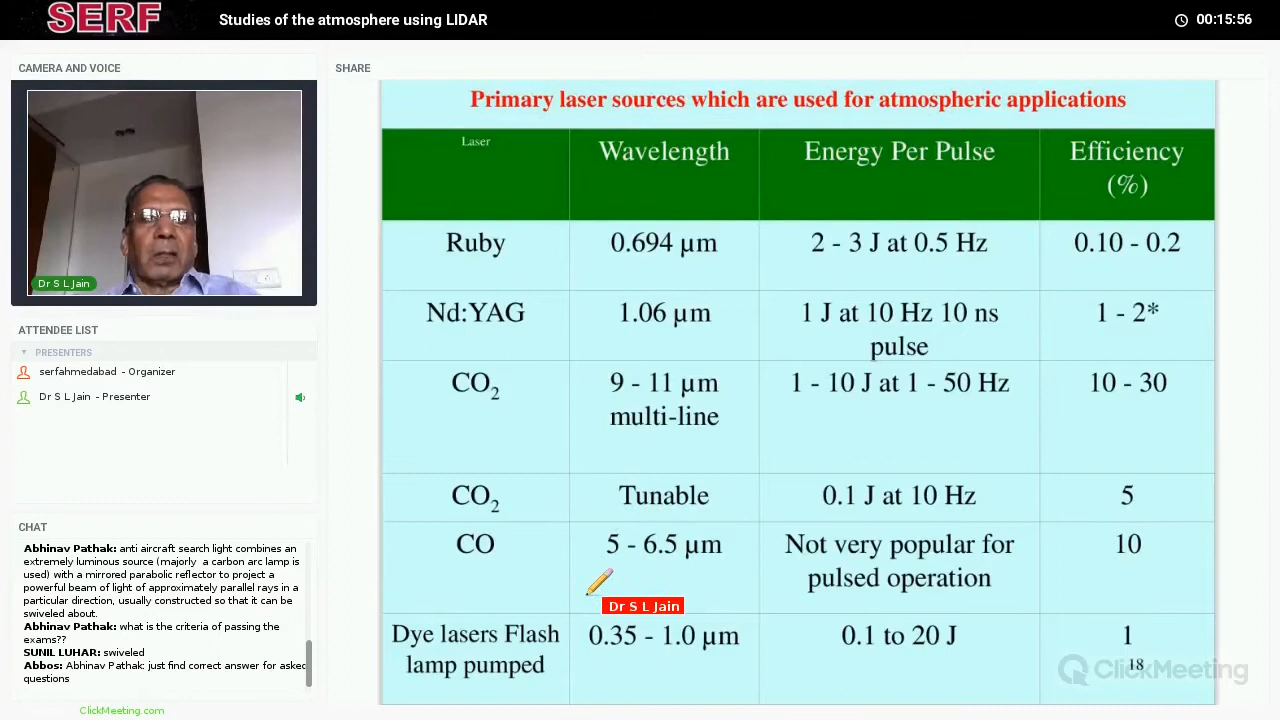 SERF
Studies of the atmosphere using LIDAR
00:15:56
CAMERA AND VOICE
Dr S L Jain
ATTENDEE LIST
PRESENTERS
serfahmedabad - Organizer
Dr S L Jain - Presenter
CHAT
Abhinav Pathak: anti aircraft search light combines an
extremely luminous source (majorly a carbon arc lamp is
used) with a mirrored parabolic reflector to project a
powerful beam of light of approximately parallel rays in a
particular direction, usually constructed so that it can be
swiveled about.
Abhinav Pathak: what is the criteria of passing the
exams??
SUNIL LUHAR: swiveled
Abbos: Abhinav Pathak: just find correct answer for asked
questions
ClickMeeting.com
SHARE
Primary laser sources which are used for atmospheric applications
Laser Wavelength Energy Per Pulse Efficiency
(%)
Ruby 0.694 µm 2 - 3 J at 0.5 Hz 0.10 - 0.2
Nd:YAG 1.06 µm 1 J at 10 Hz 10 ns 1 - 2*
pulse
CO2 9 - 11 µm 1 - 10 J at 1 - 50 Hz 10 - 30
multi-line
CO2 Tunable 0.1 J at 10 Hz 5
CO 5 - 6.5 µm Not very popular for 10
pulsed operation
Dr S L Jain
Dye lasers Flash 0.35 - 1.0 µm 0.1 to 20 J 1
lamp pumped
18
ClickMeeting